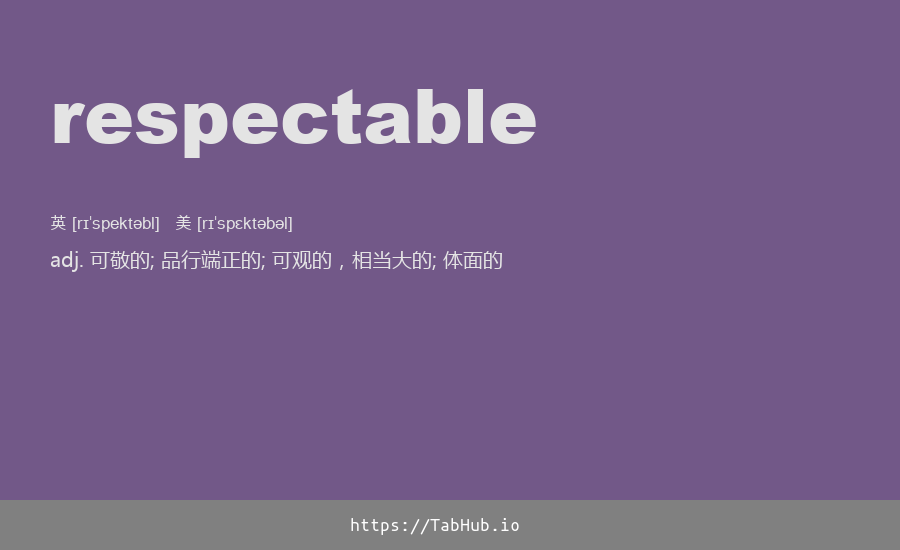 respectable
英 [rɪˈspektəbl] 美 [rɪˈspɛktəbəl]
adj. 可敬的; 品行端正的; 可观的，相当大的; 体面的
https://TabHub.io